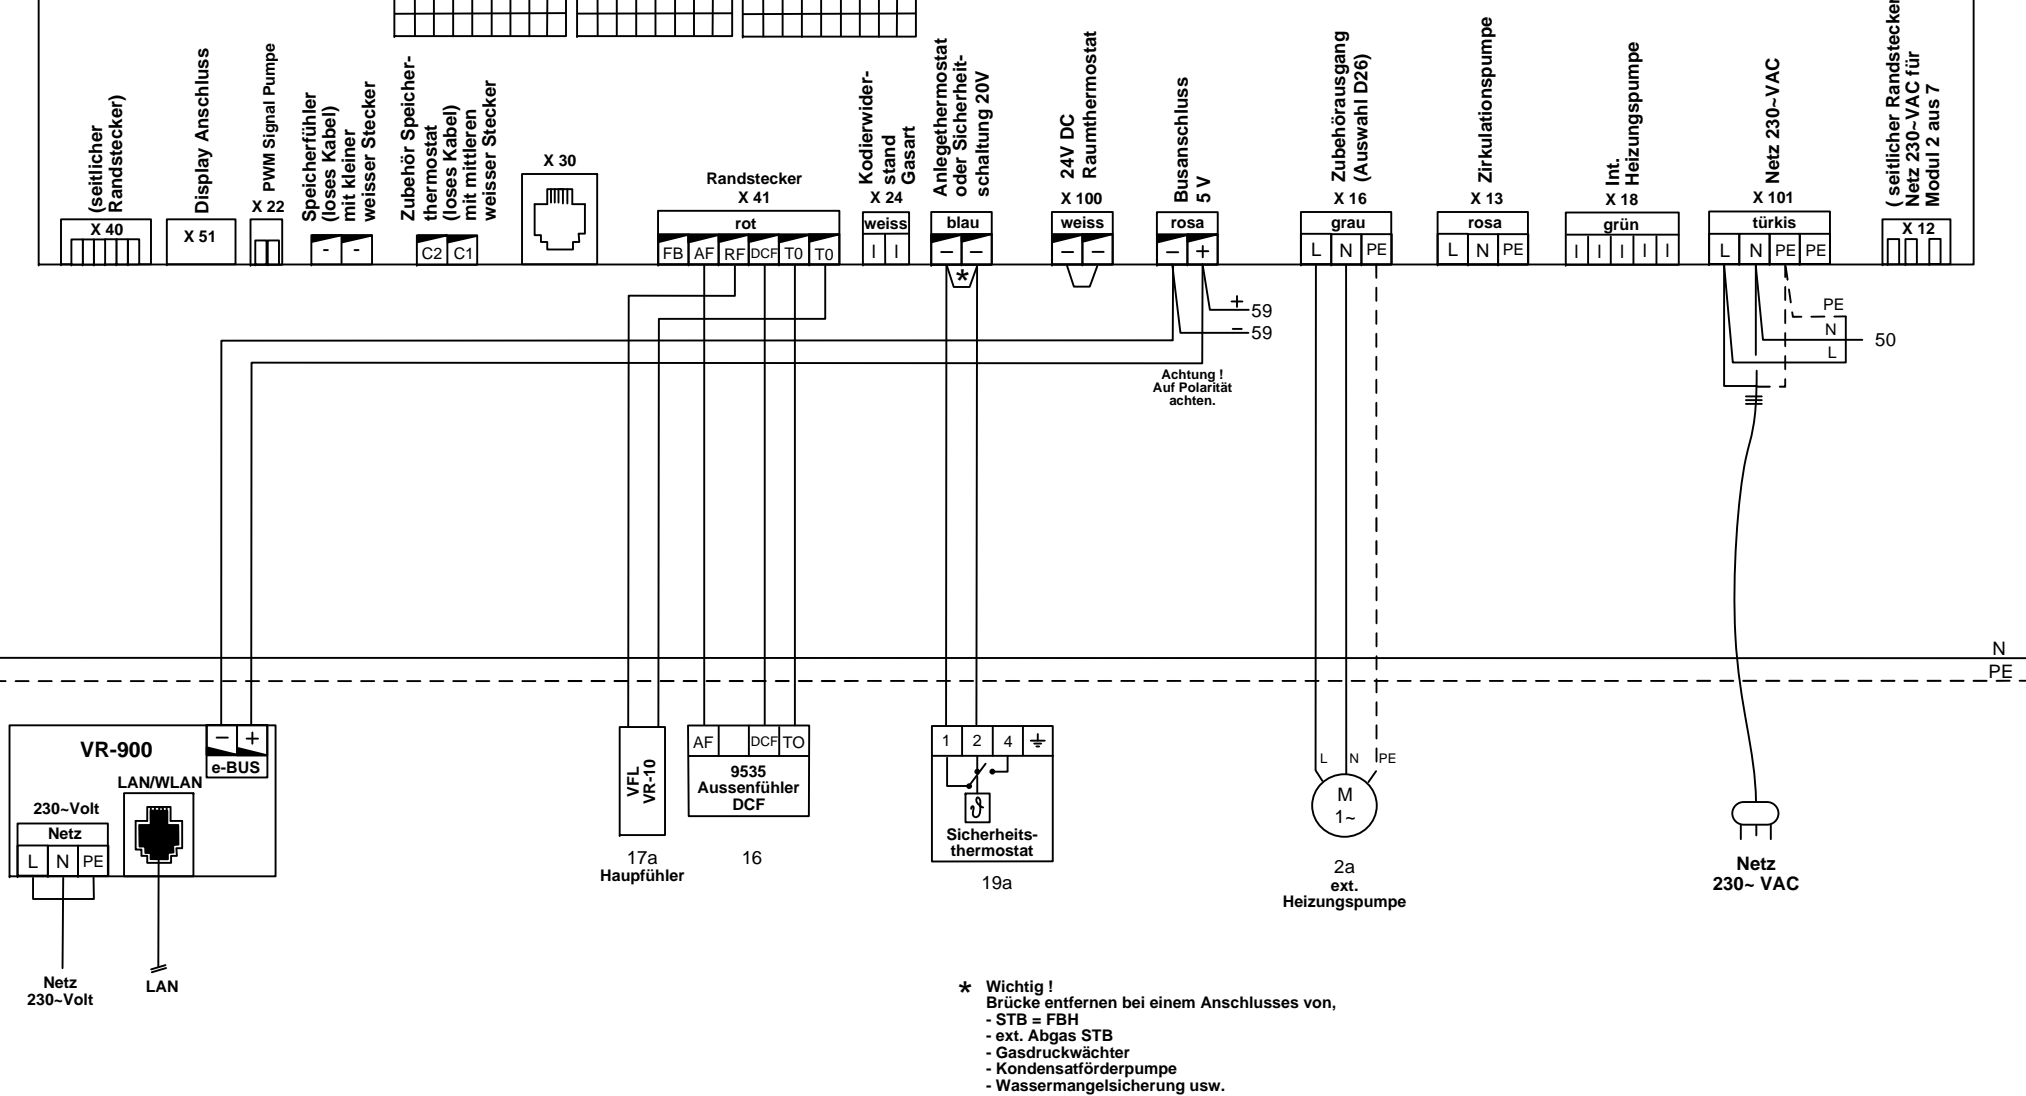 (seitlicher
Randstecker)
X 40
Display Anschluss
X 51
PWM Signal Pumpe
X 22
Speicherfühler
(loses Kabel)
mit kleiner
weisser Stecker
- -
Zubehör Speicher-
thermostat
(loses Kabel)
mit mittleren
weisser Stecker
C2 C1
X 30
Randstecker
X 41
rot
FB AF RF DCF T0 T0
Kodierwider-
stand
Gasart
X 24
weiss
I I
Anlegethermostat
oder Sicherheit-
schaltung 20V
blau
– –
*
24V DC
Raumthermostat
X 100
weiss
– –
Busanschluss
5 V
rosa
– +
+ 59
– 59
Achtung !
Auf Polarität
achten.
Zubehörausgang
(Auswahl D26)
X 16
grau
L N PE
Zirkulationspumpe
X 13
rosa
L N PE
Int.
Heizungspumpe
X 18
grün
I I I I I
Netz 230~VAC
X 101
türkis
L N PE PE
PE
N
L
50
( seitlicher Randstecker
Netz 230~VAC für
Modul 2 aus 7
X 12
N
PE
VR-900
– +
e-BUS
LAN/WLAN
230~Volt
Netz
L N PE
Netz
230~Volt
LAN
VFL
VR-10
17a
Haupfühler
AF DCF TO
9535
Aussenfühler
DCF
16
1 2 4
ϑ
Sicherheits-
thermostat
19a
L N PE
M
1~
2a
ext.
Heizungspumpe
Netz
230~ VAC
* Wichtig !
Brücke entfernen bei einem Anschlusses von,
- STB = FBH
- ext. Abgas STB
- Gasdruckwächter
- Kondensatförderpumpe
- Wassermangelsicherung usw.